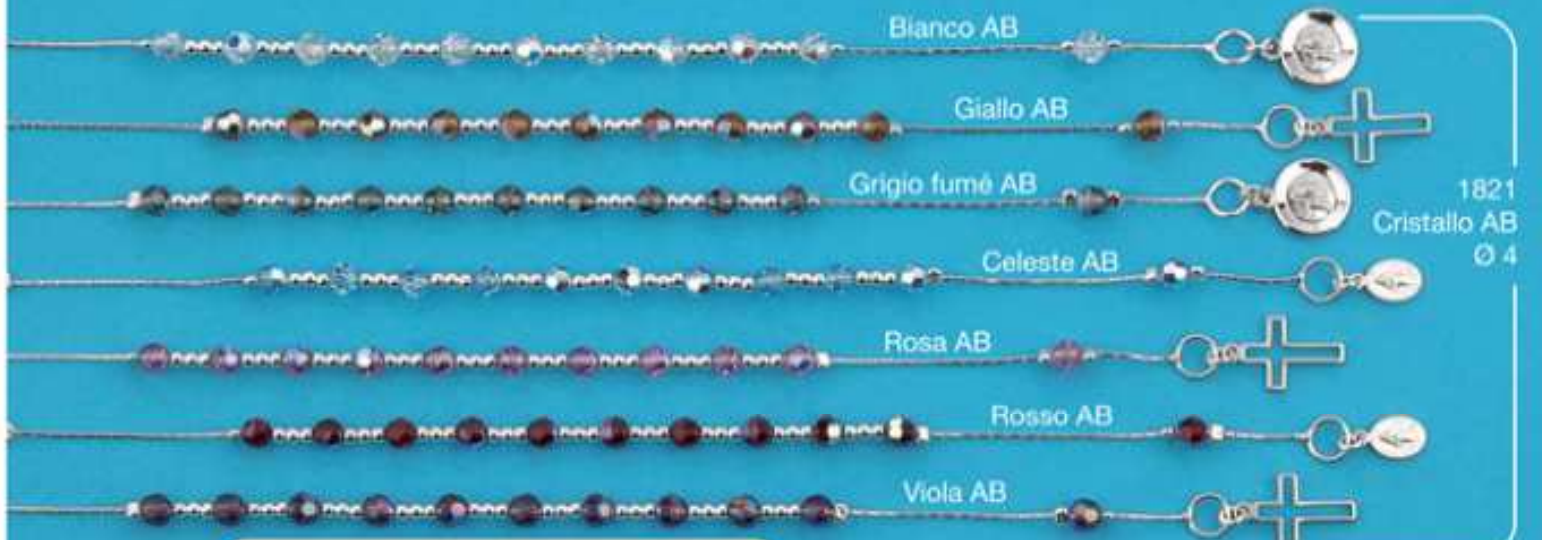 Bianco AB
Giallo AB
Grigio fumé AB
1821
Cristallo AB
Ø 4
Celeste AB
Rosa AB
Rosso AB
Viola AB